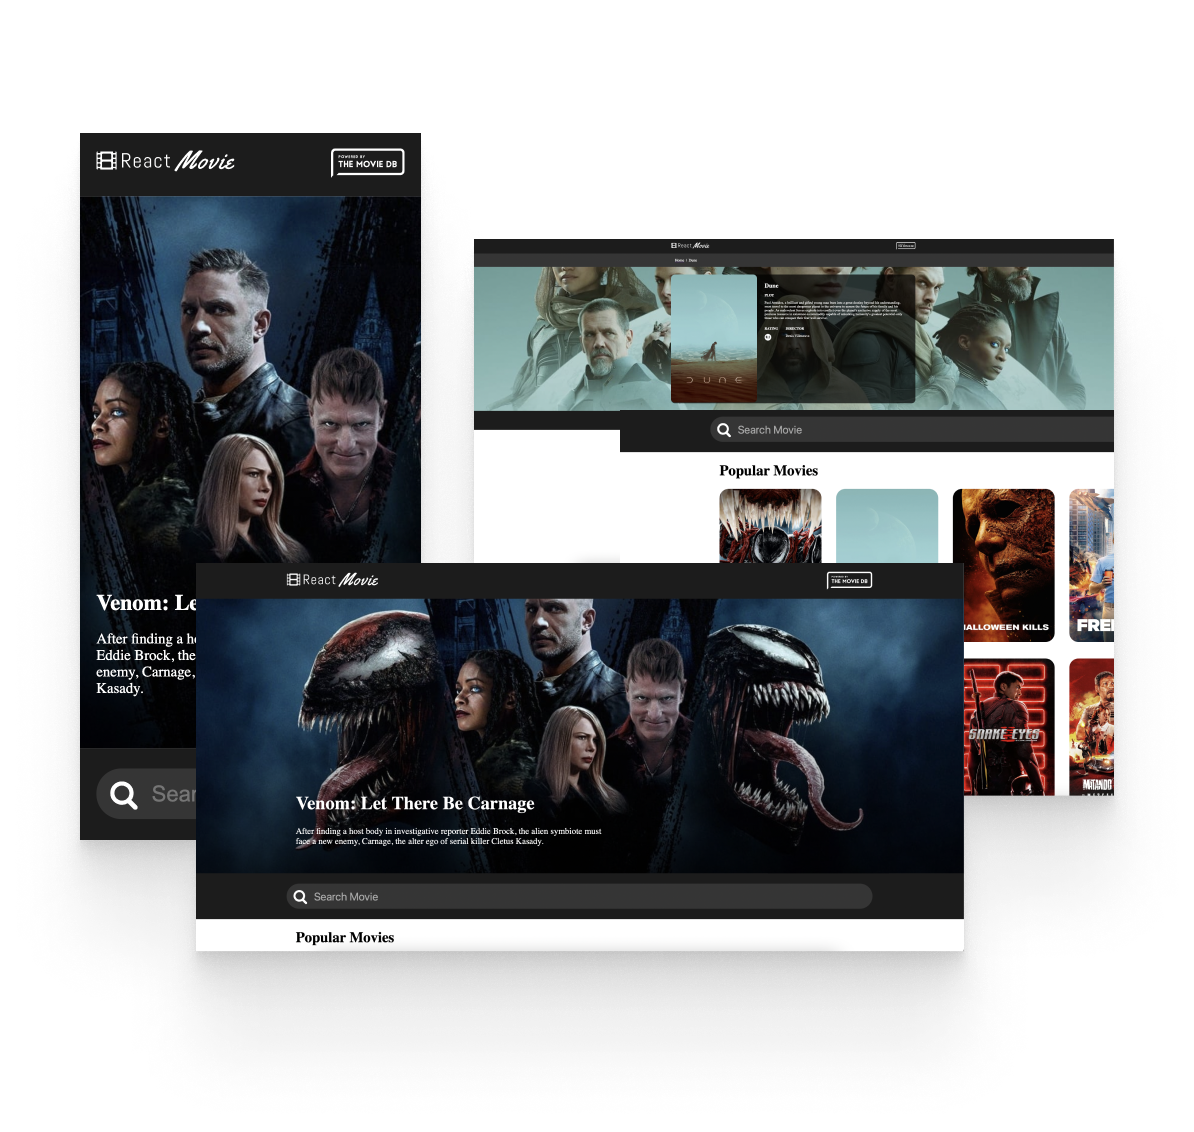 React Movie
POWERED BY
THE MOVIE DB
Venom: Le
After finding a h
Eddie Brock, the
enemy, Carnage,
Kasady.
Sear
React Movie
Home | Dune
Dune
PLOT
RATING DIRECTOR
Denis Villeneuve
DUNE
Search Movie
Popular Movies
HALLOWEEN KILLS
FREE
SNAKE EYES
MATANDO
React Movie
POWERED BY
THE MOVIE DB
Venom: Let There Be Carnage
After finding a host body in investigative reporter Eddie Brock, the alien symbiote must
face a new enemy, Carnage, the alter ego of serial killer Cletus Kasady.
Search Movie
Popular Movies